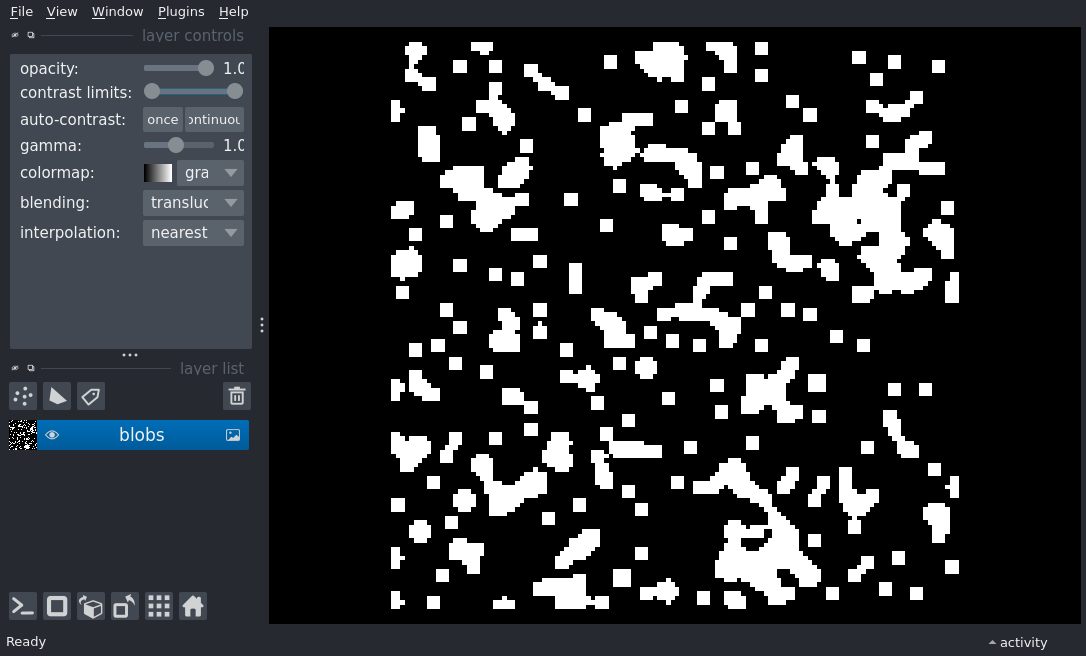 File View Window Plugins Help
layer controls
opacity: 1.0
contrast limits:
auto-contrast: once ontinuou
gamma: 1.0
colormap: gra
blending: transluc
interpolation: nearest
layer list
blobs
Ready
activity